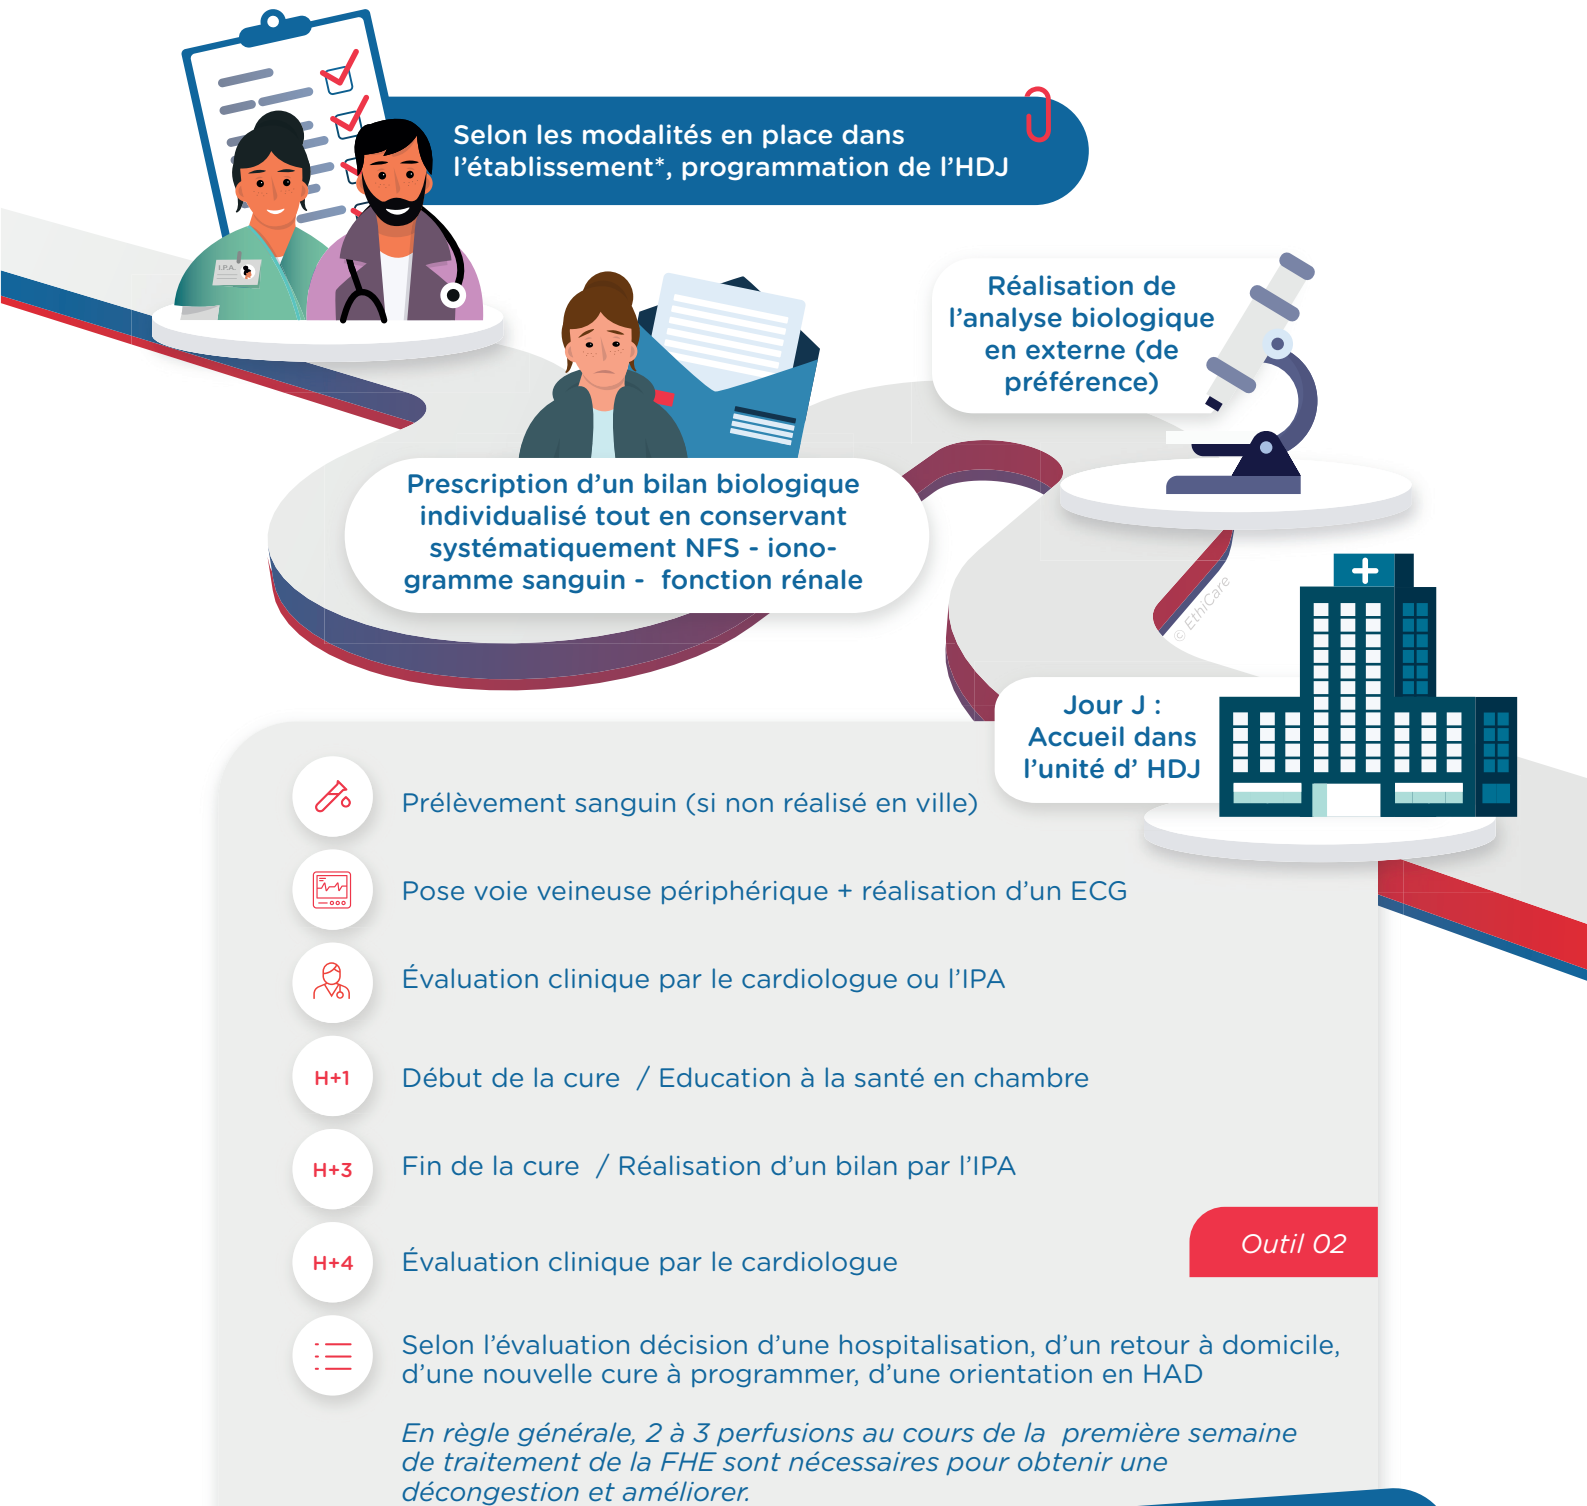 Selon les modalités en place dans
l’établissement*, programmation de l’HDJ
I.P.A.
Réalisation de
l’analyse biologique
en externe (de
préférence)
Prescription d’un bilan biologique
individualisé tout en conservant
systématiquement NFS - iono-
gramme sanguin - fonction rénale
© EthiCare
Jour J :
Accueil dans
l’unité d’ HDJ
Prélèvement sanguin (si non réalisé en ville)
Pose voie veineuse périphérique + réalisation d’un ECG
Évaluation clinique par le cardiologue ou l’IPA
H+1 Début de la cure / Education à la santé en chambre
H+3 Fin de la cure / Réalisation d’un bilan par l’IPA
H+4 Évaluation clinique par le cardiologue
Outil 02
Selon l’évaluation décision d’une hospitalisation, d’un retour à domicile,
d’une nouvelle cure à programmer, d’une orientation en HAD
En règle générale, 2 à 3 perfusions au cours de la première semaine
de traitement de la FHE sont nécessaires pour obtenir une
décongestion et améliorer.